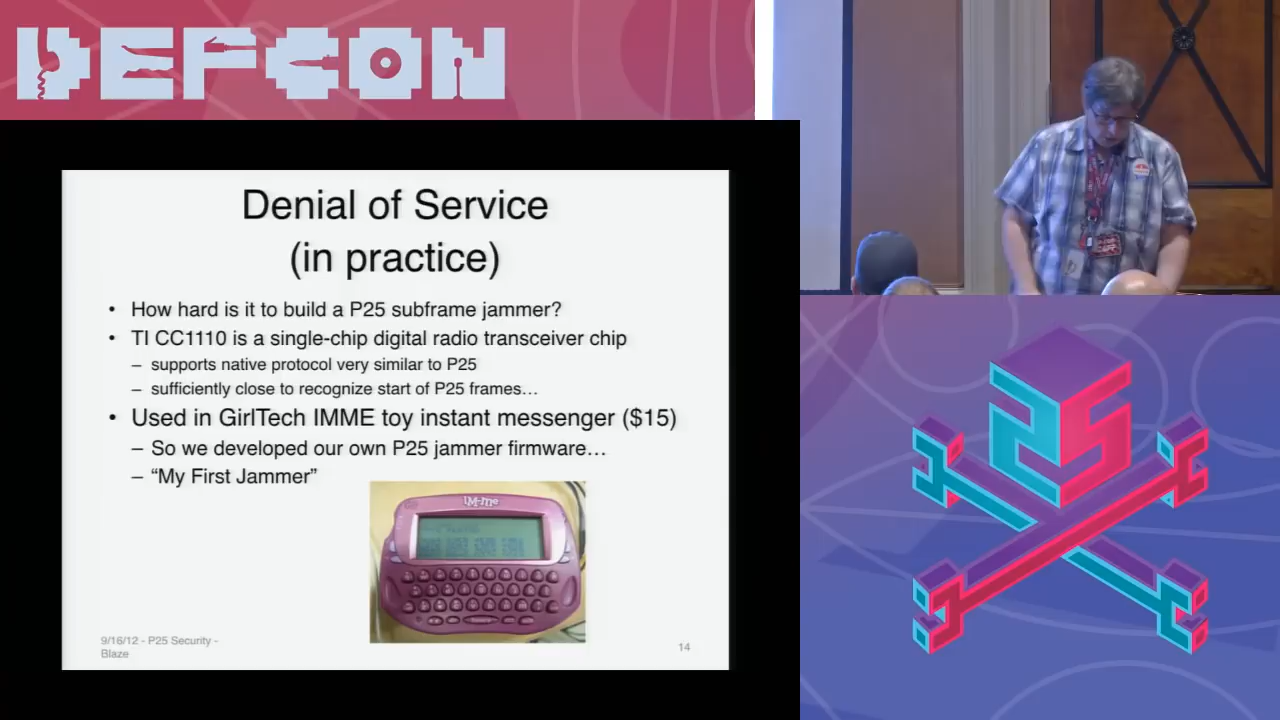 DEFCON
Denial of Service
(in practice)
• How hard is it to build a P25 subframe jammer?
• TI CC1110 is a single-chip digital radio transceiver chip
– supports native protocol very similar to P25
– sufficiently close to recognize start of P25 frames…
• Used in GirlTech IMME toy instant messenger ($15)
– So we developed our own P25 jammer firmware…
– “My First Jammer”
IM-me
9/16/12 - P25 Security -
Blaze
14
25